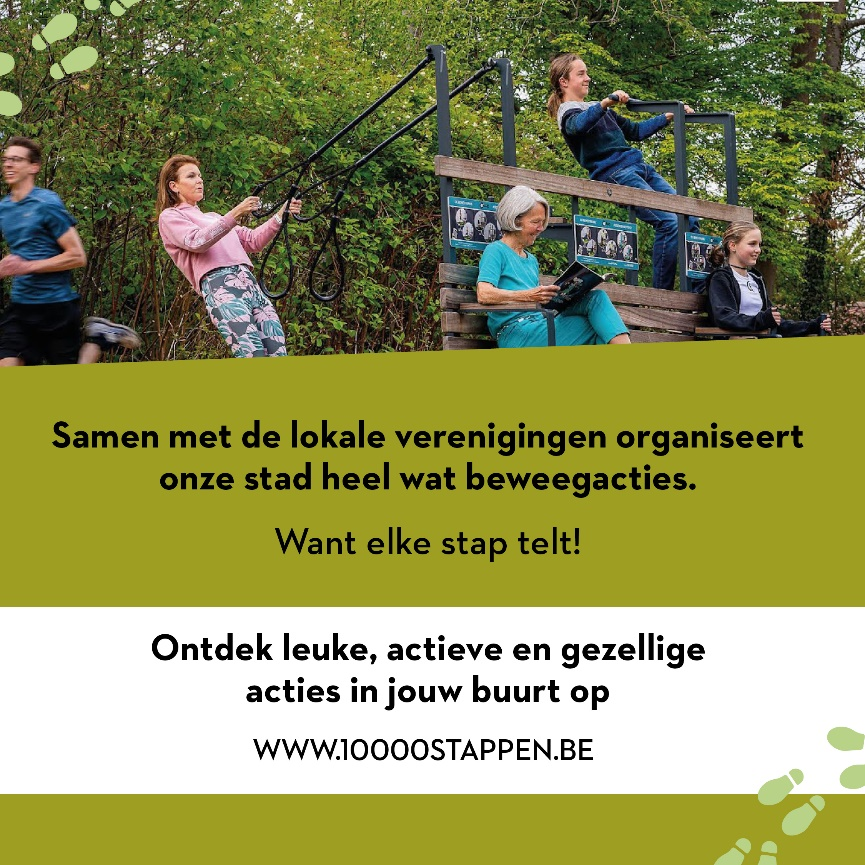 Samen met de lokale verenigingen organiseert
onze stad heel wat beweegacties.
Want elke stap telt!
Ontdek leuke, actieve en gezellige
acties in jouw buurt op
WWW.10000STAPPEN.BE